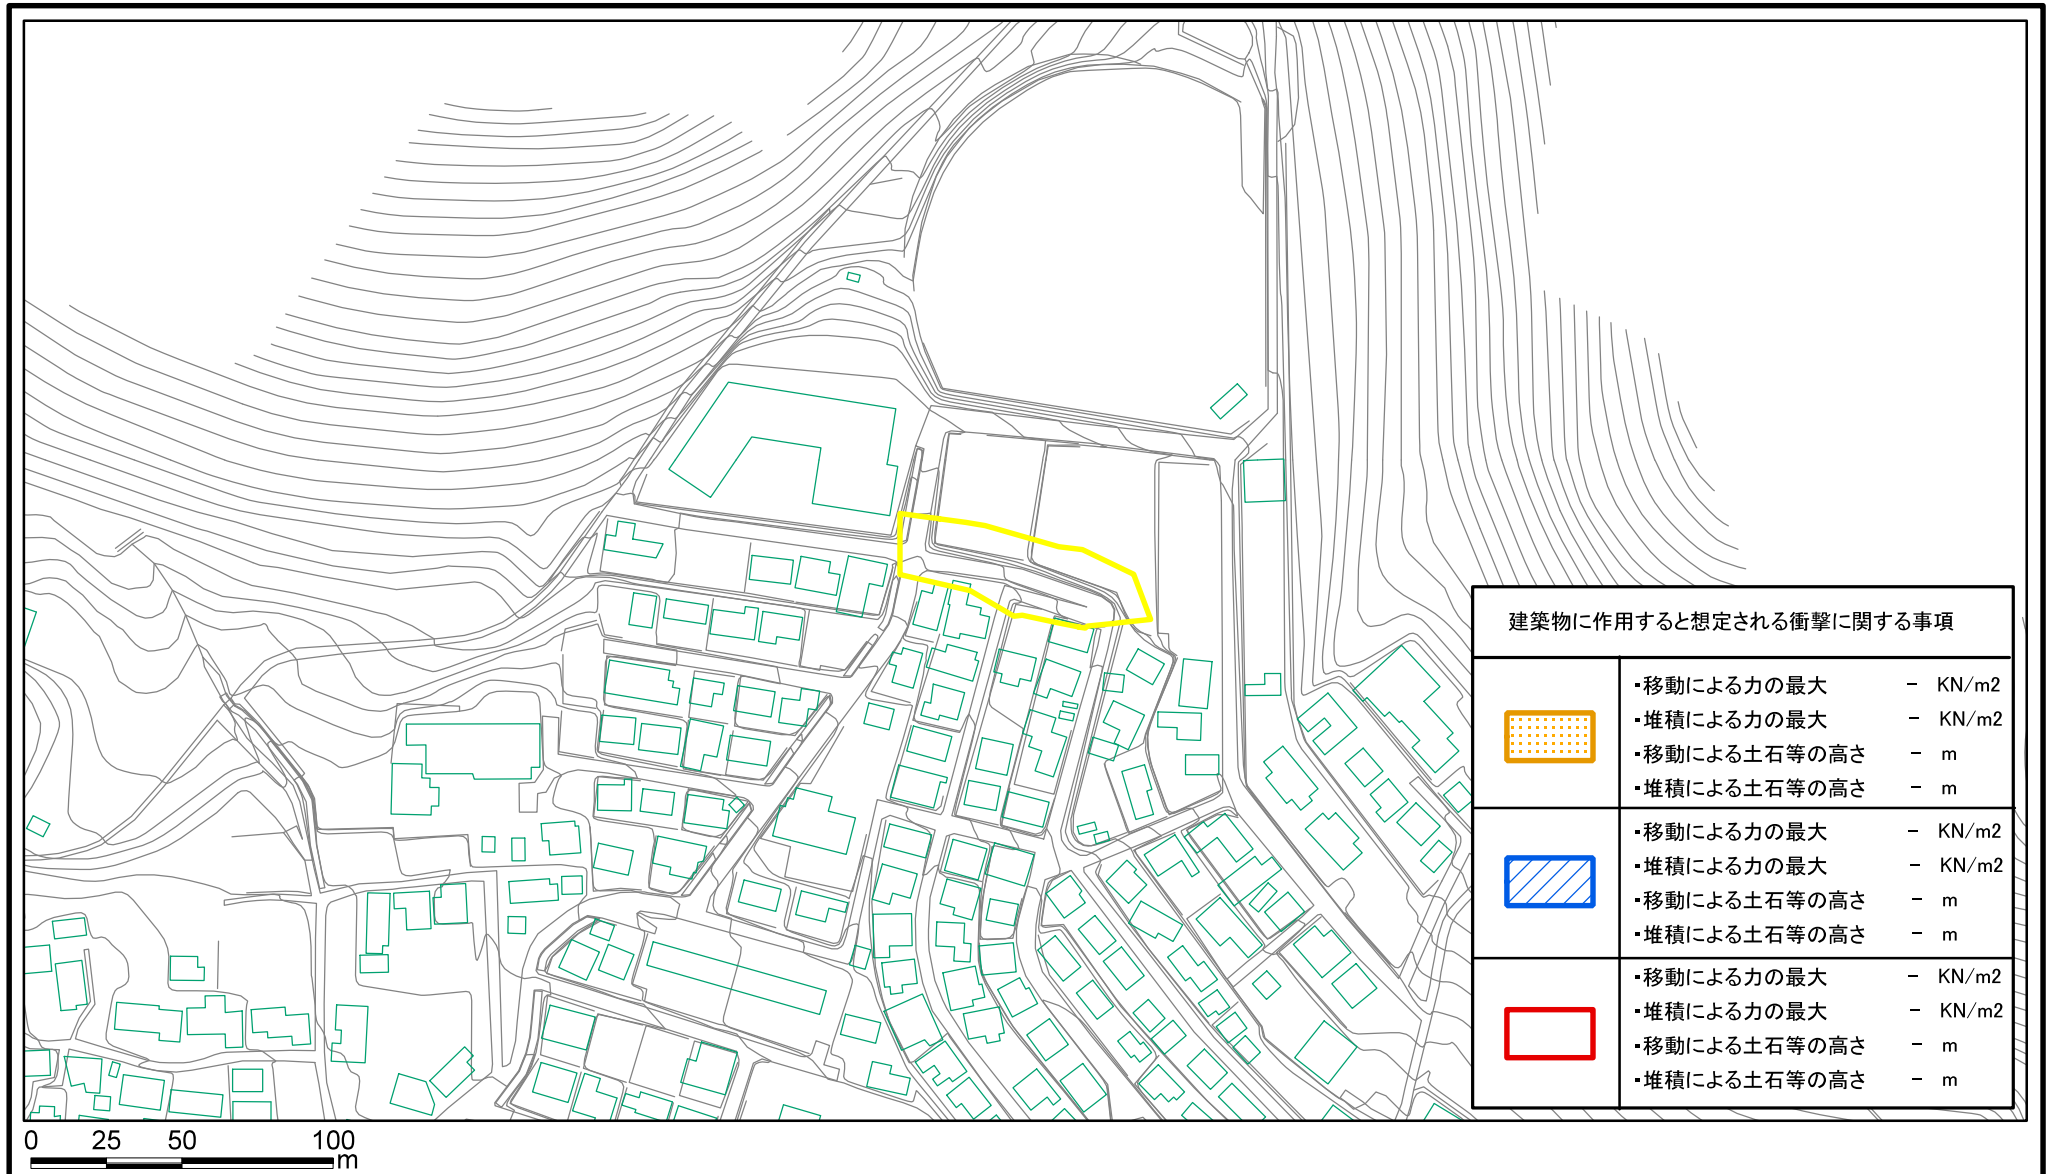 建築物に作用すると想定される衝撃に関する事項
・移動による力の最大 － KN/m2
・堆積による力の最大 － KN/m2
・移動による土石等の高さ － m
・堆積による土石等の高さ － m
・移動による力の最大 － KN/m2
・堆積による力の最大 － KN/m2
・移動による土石等の高さ － m
・堆積による土石等の高さ － m
・移動による力の最大 － KN/m2
・堆積による力の最大 － KN/m2
・移動による土石等の高さ － m
・堆積による土石等の高さ － m
0 25 50 100
m